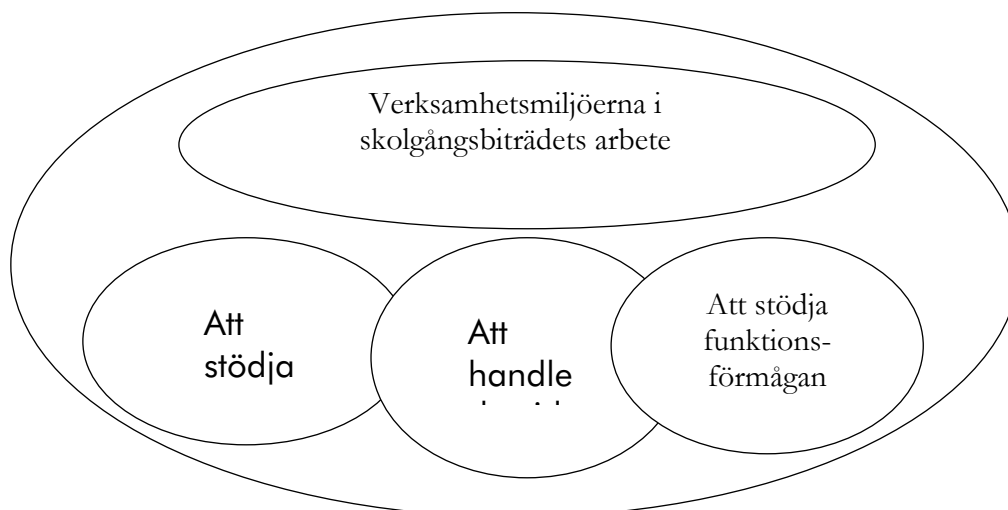 Verksamhetsmiljöerna i
skolgångsbiträdets arbete
Att
stödja
Att
handle
Att stödja
funktions-
förmågan